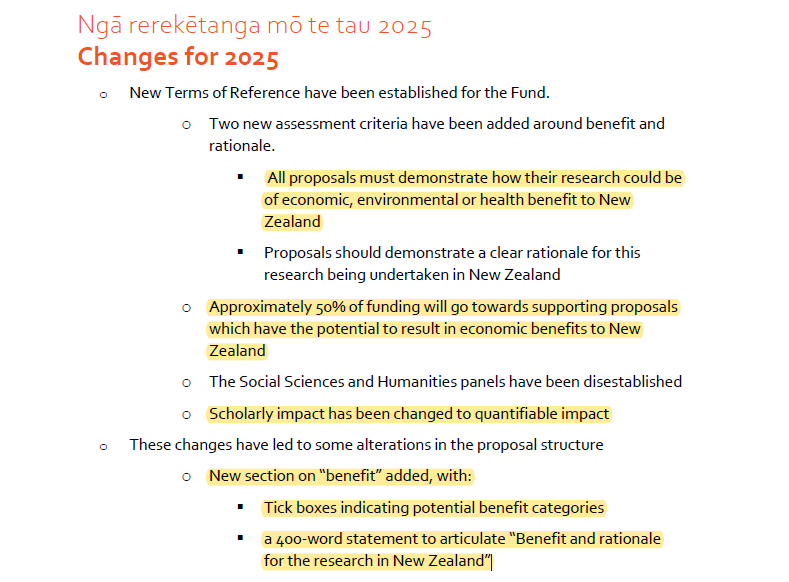 Ngā rerekētanga mō te tau 2025
Changes for 2025
New Terms of Reference have been established for the Fund.
Two new assessment criteria have been added around benefit and
rationale.
All proposals must demonstrate how their research could be
of economic, environmental or health benefit to New
Zealand
Proposals should demonstrate a clear rationale for this
research being undertaken in New Zealand
Approximately 50% of funding will go towards supporting proposals
which have the potential to result in economic benefits to New
Zealand
The Social Sciences and Humanities panels have been disestablished
Scholarly impact has been changed to quantifiable impact
These changes have led to some alterations in the proposal structure
New section on “benefit” added, with:
Tick boxes indicating potential benefit categories
a 400-word statement to articulate “Benefit and rationale
for the research in New Zealand”